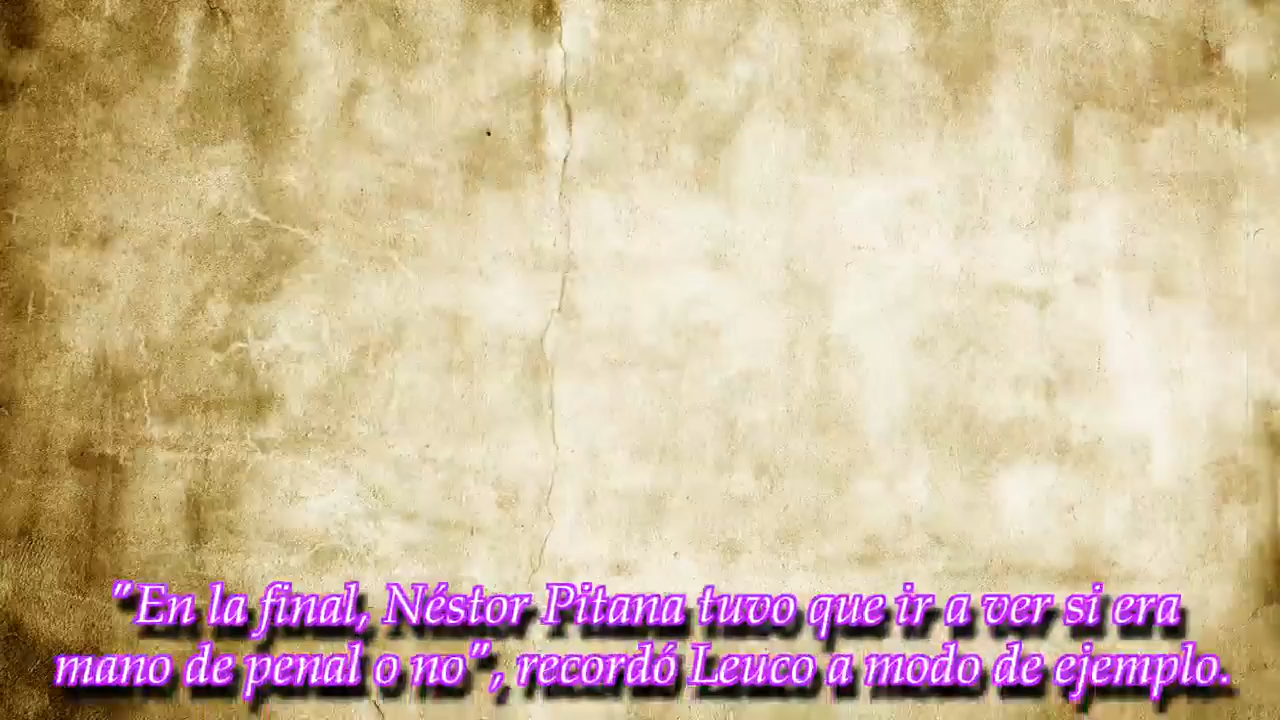 "En la final, Néstor Pitana tuvo que ir a ver si era
mano de penal o no", recordó Leuco a modo de ejemplo.